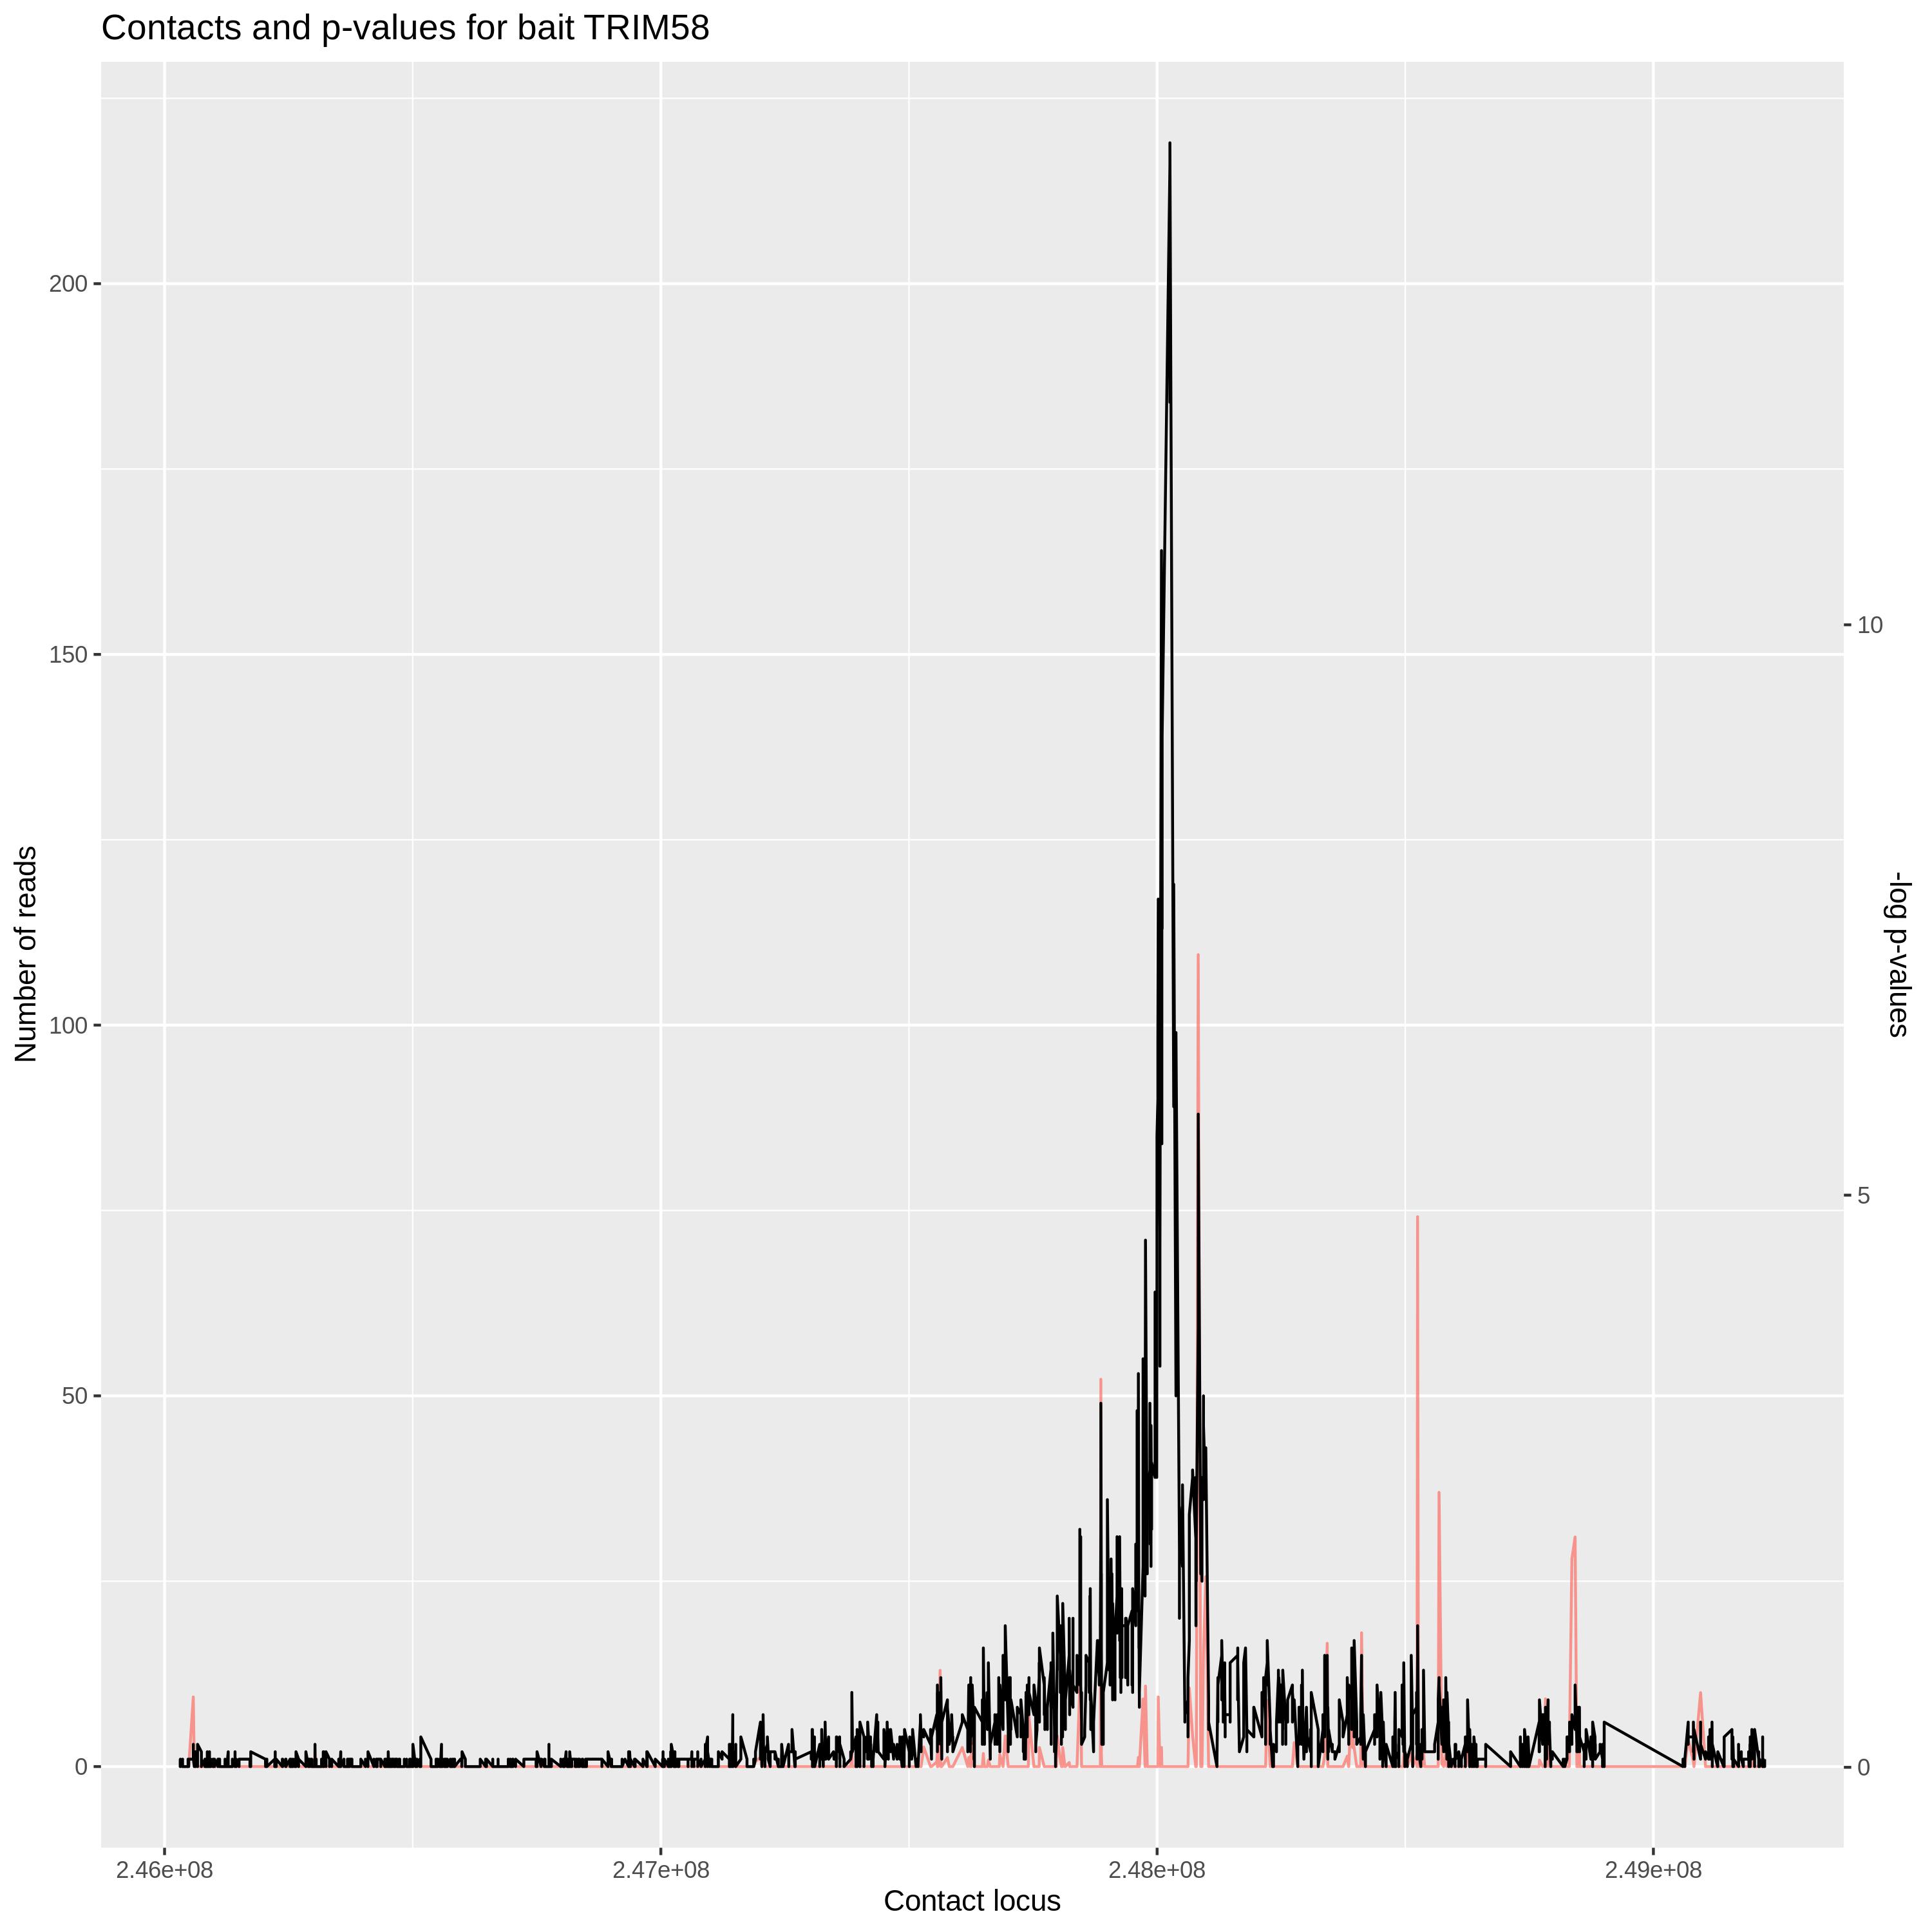 Contacts and p-values for bait TRIM58
200
150
100
50
0
Number of reads
10
5
0
-log p-values
2.46e+08
2.47e+08
2.48e+08
2.49e+08
Contact locus